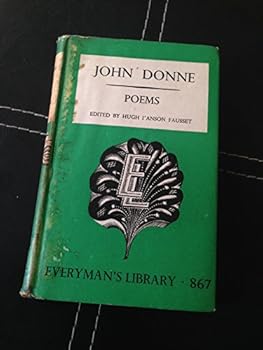 JOHN DONNE
POEMS
EDITED BY HUGH I'ANSON FAUSSET
E
EVERYMAN'S LIBRARY · 867